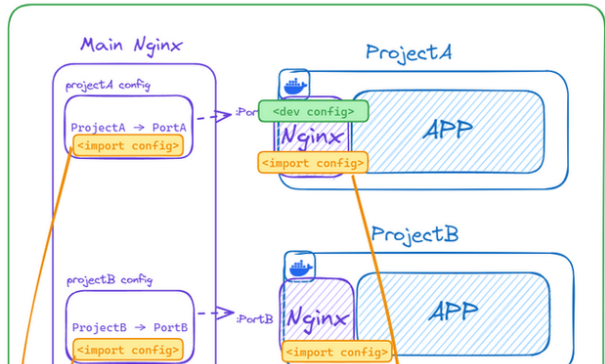 Main Nginx
ProjectA
projectA config
ProjectA → PortA
<import config>
:Por
<dev config>
Nginx
<import config>
APP
ProjectB
projectB config
ProjectB → PortB
<import config>
:PortB
Nginx
<import config>
APP